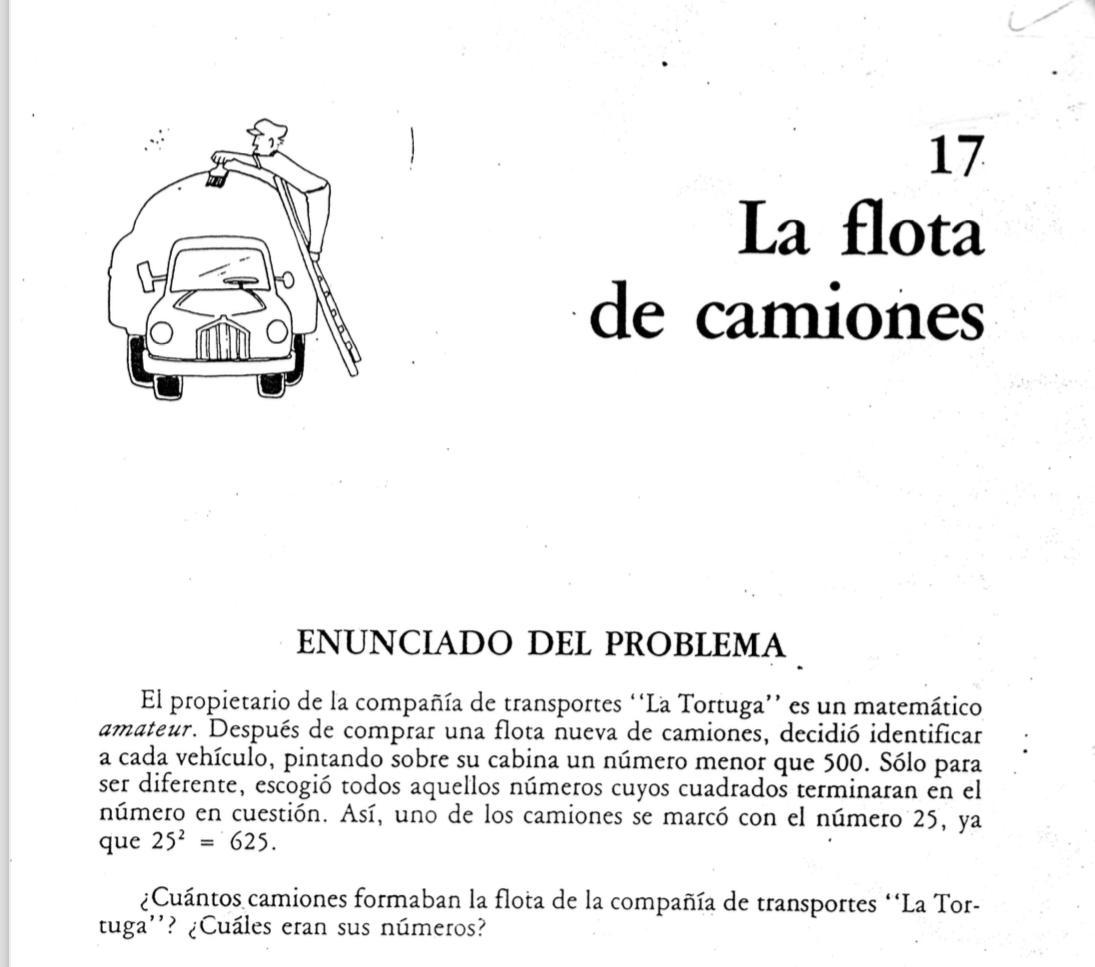 17
La flota
de camiones
ENUNCIADO DEL PROBLEMA
El propietario de la compañía de transportes ‘‘La Tortuga’’ es un matemático
amateur. Después de comprar una flota nueva de camiones, decidió identificar
a cada vehículo, pintando sobre su cabina un número menor que 500. Sólo para
ser diferente, escogió todos aquellos números cuyos cuadrados terminaran en el
número en cuestión. Así, uno de los camiones se marcó con el número 25, ya
que 25² = 625.
¿Cuántos camiones formaban la flota de la compañía de transportes ‘‘La Tor-
tuga’’? ¿Cuáles eran sus números?